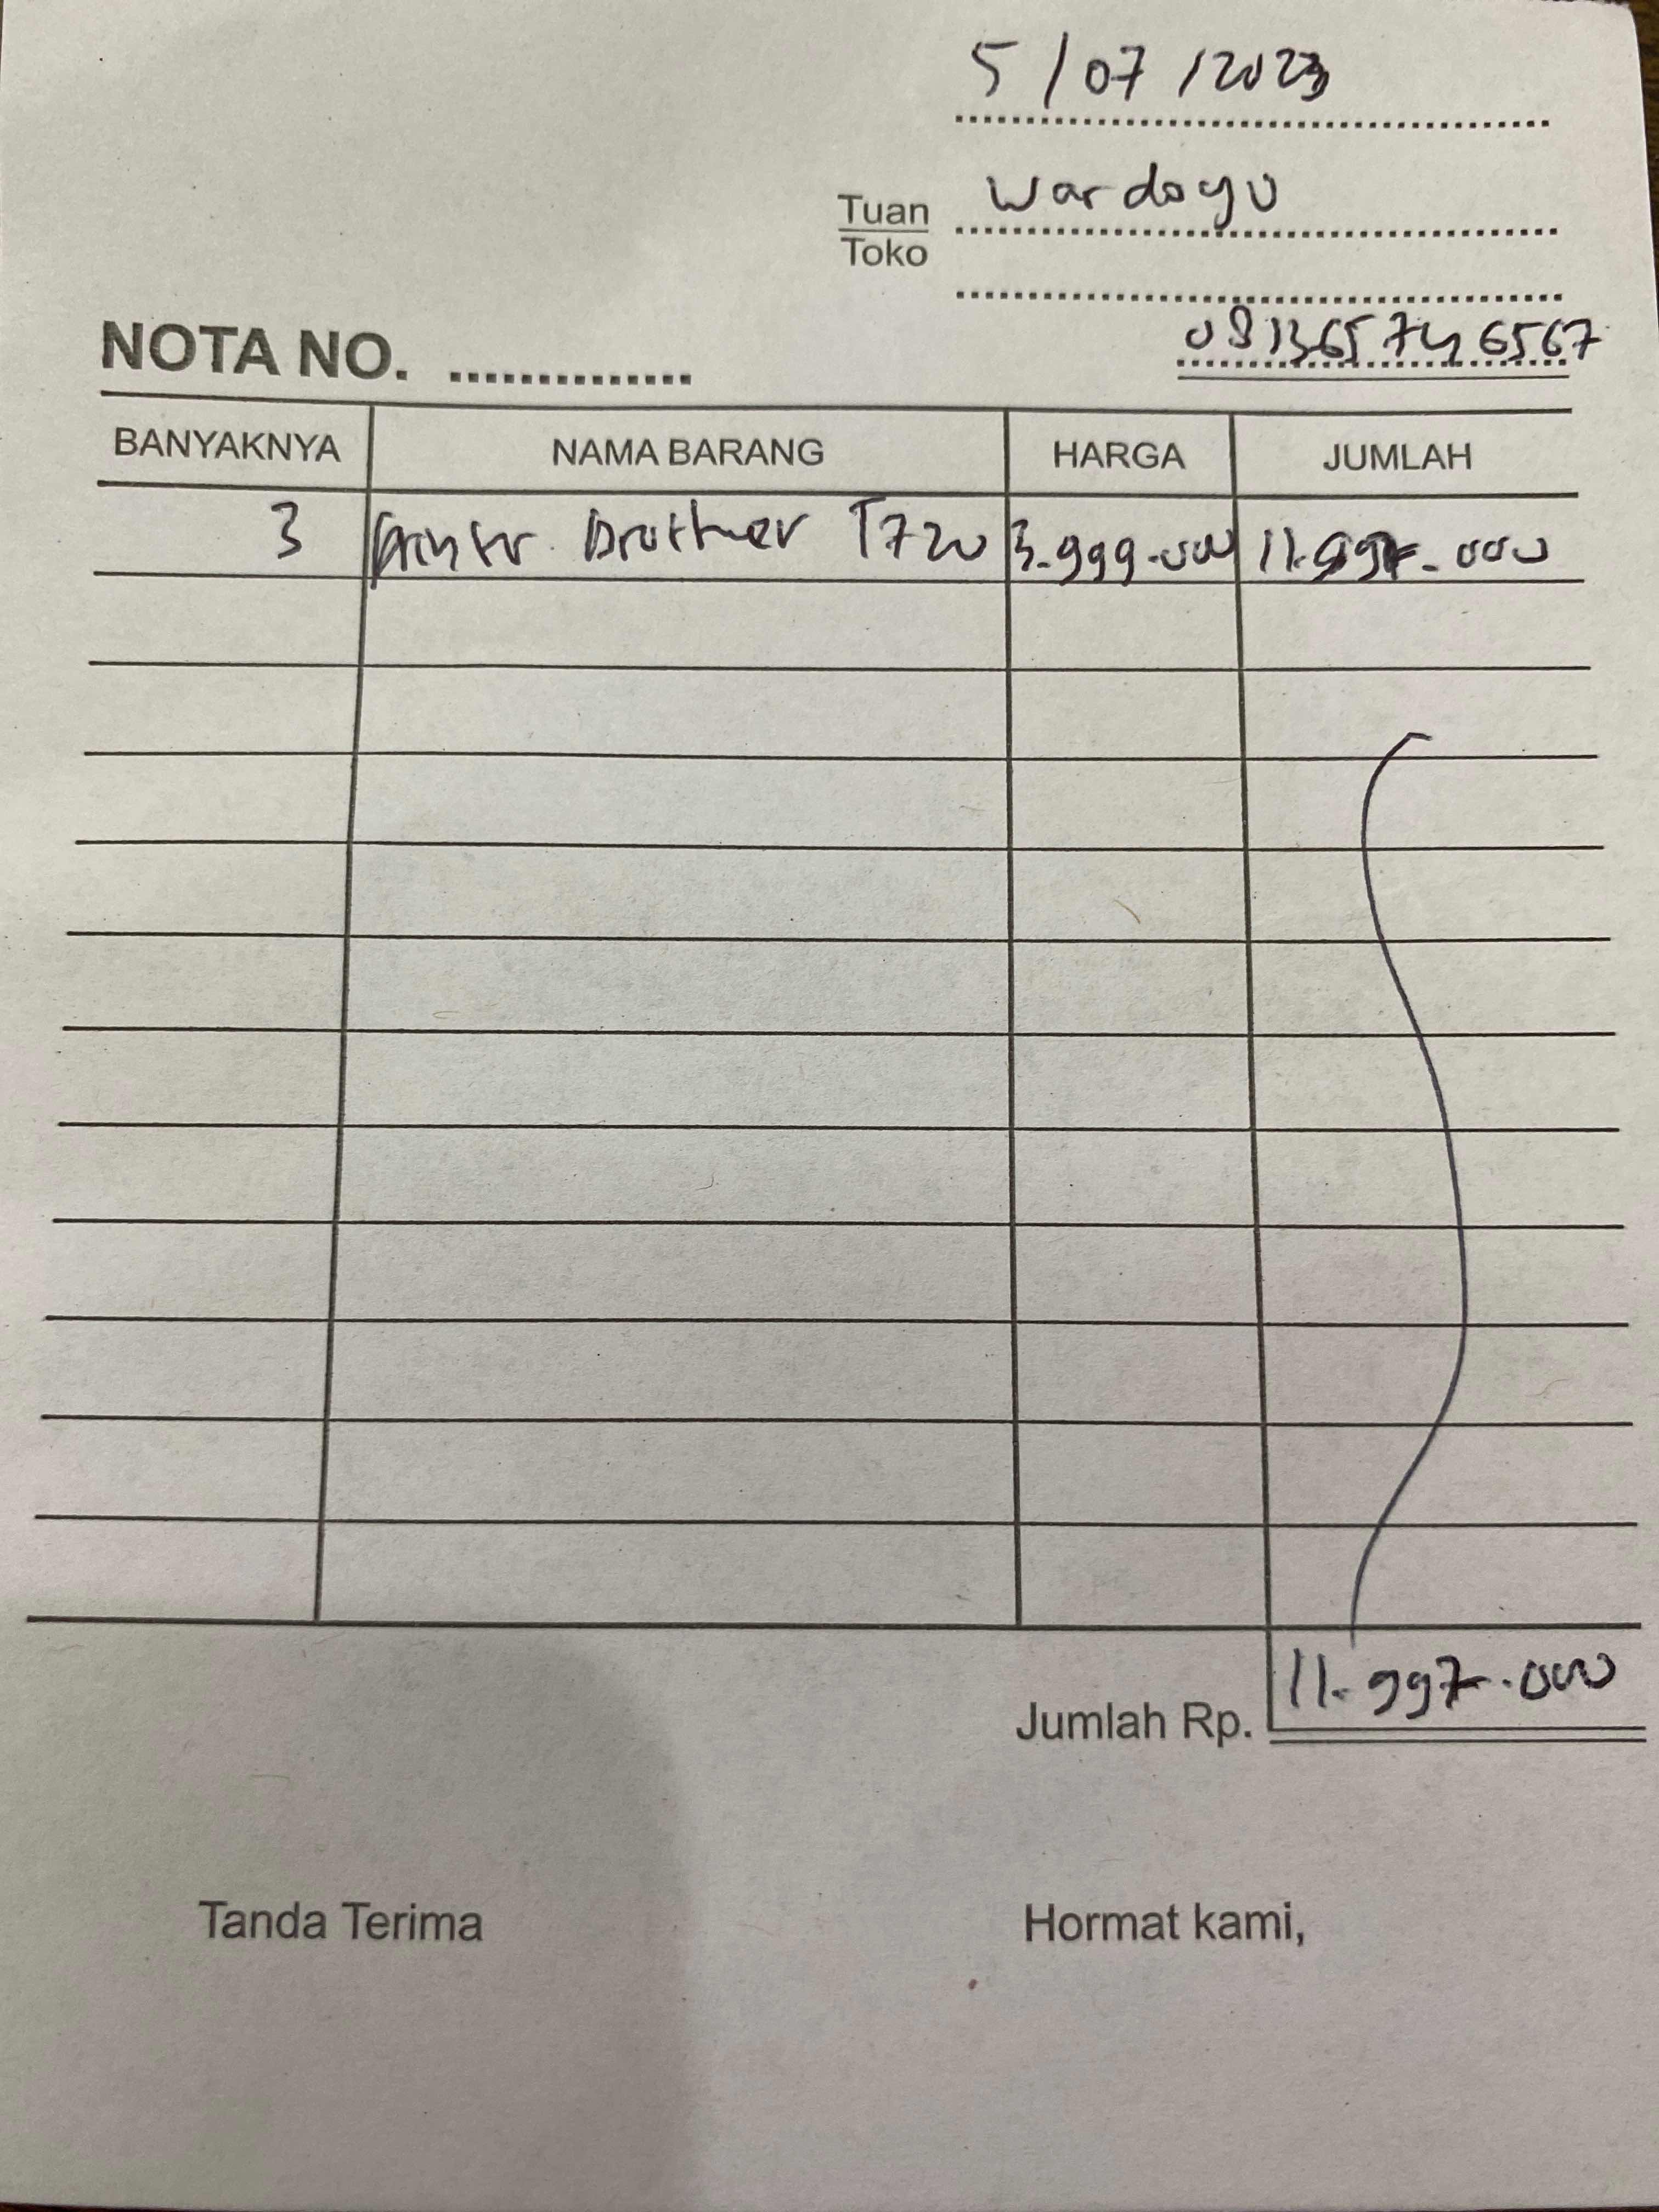 5/07/2023
Tuan wardoyo
Toko
NOTA NO. .............. 081365746567
BANYAKNYA NAMA BARANG HARGA JUMLAH
3 Printr Brother T720 3.999.000 11.997.000
Jumlah Rp. 11.997.000
Tanda Terima Hormat kami,